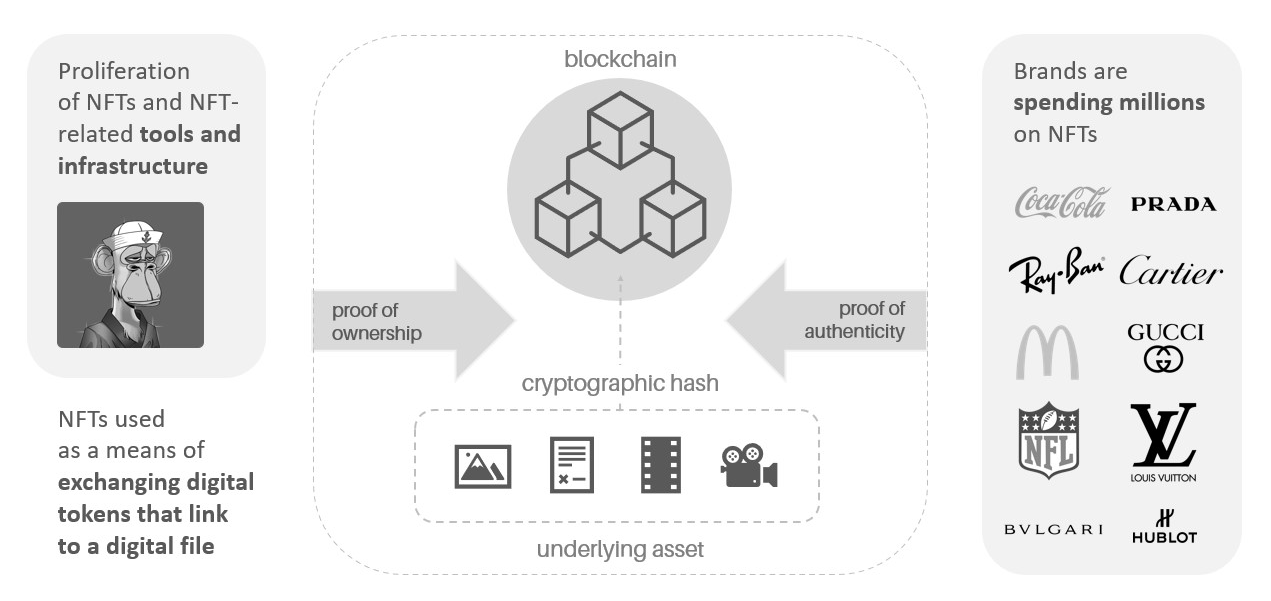 Proliferation
of NFTs and NFT-
related tools and
infrastructure
NFTs used
as a means of
exchanging digital
tokens that link
to a digital file
blockchain
proof of
ownership
proof of
authenticity
cryptographic hash
underlying asset
Brands are
spending millions
on NFTs
Coca-Cola PRADA
Ray-Ban Cartier
GUCCI
NFL
LV
LOUIS VUITTON
BVLGARI
H
HUBLOT